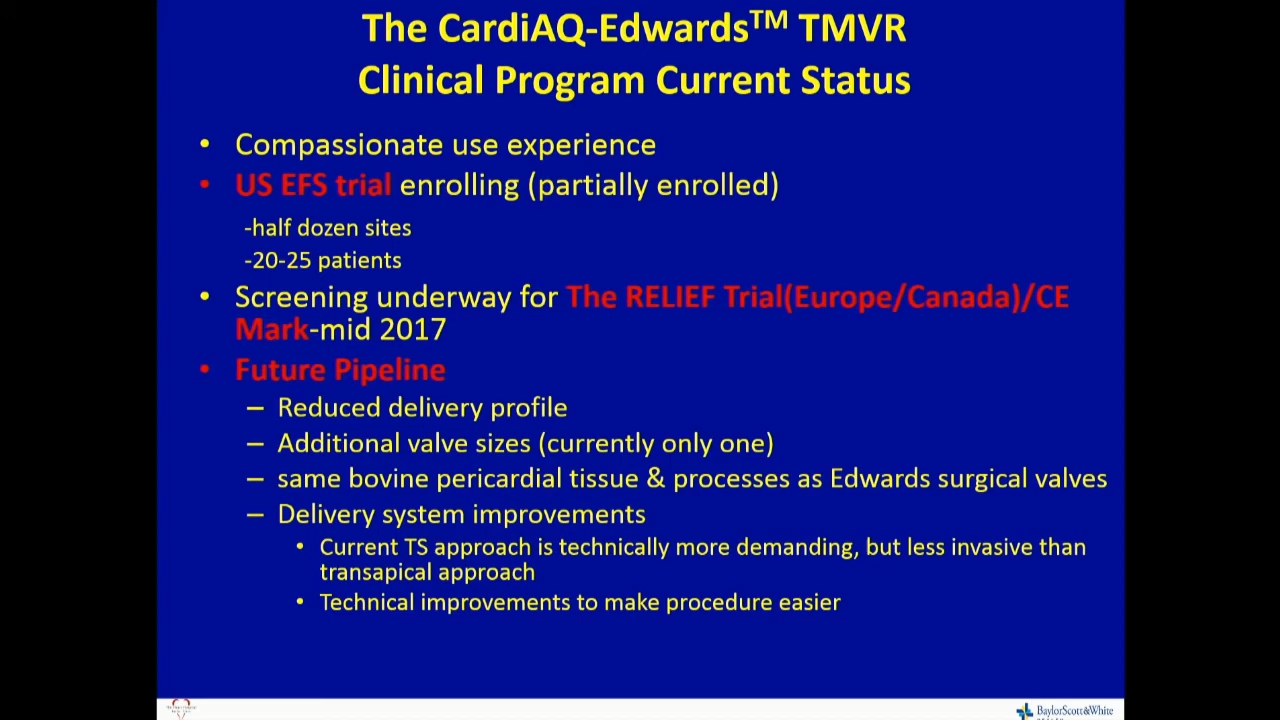 The CardiAQ-Edwards™ TMVR
Clinical Program Current Status
• Compassionate use experience
• US EFS trial enrolling (partially enrolled)
-half dozen sites
-20-25 patients
• Screening underway for The RELIEF Trial(Europe/Canada)/CE
Mark-mid 2017
• Future Pipeline
– Reduced delivery profile
– Additional valve sizes (currently only one)
– same bovine pericardial tissue & processes as Edwards surgical valves
– Delivery system improvements
• Current TS approach is technically more demanding, but less invasive than
transapical approach
• Technical improvements to make procedure easier
BaylorScott&White